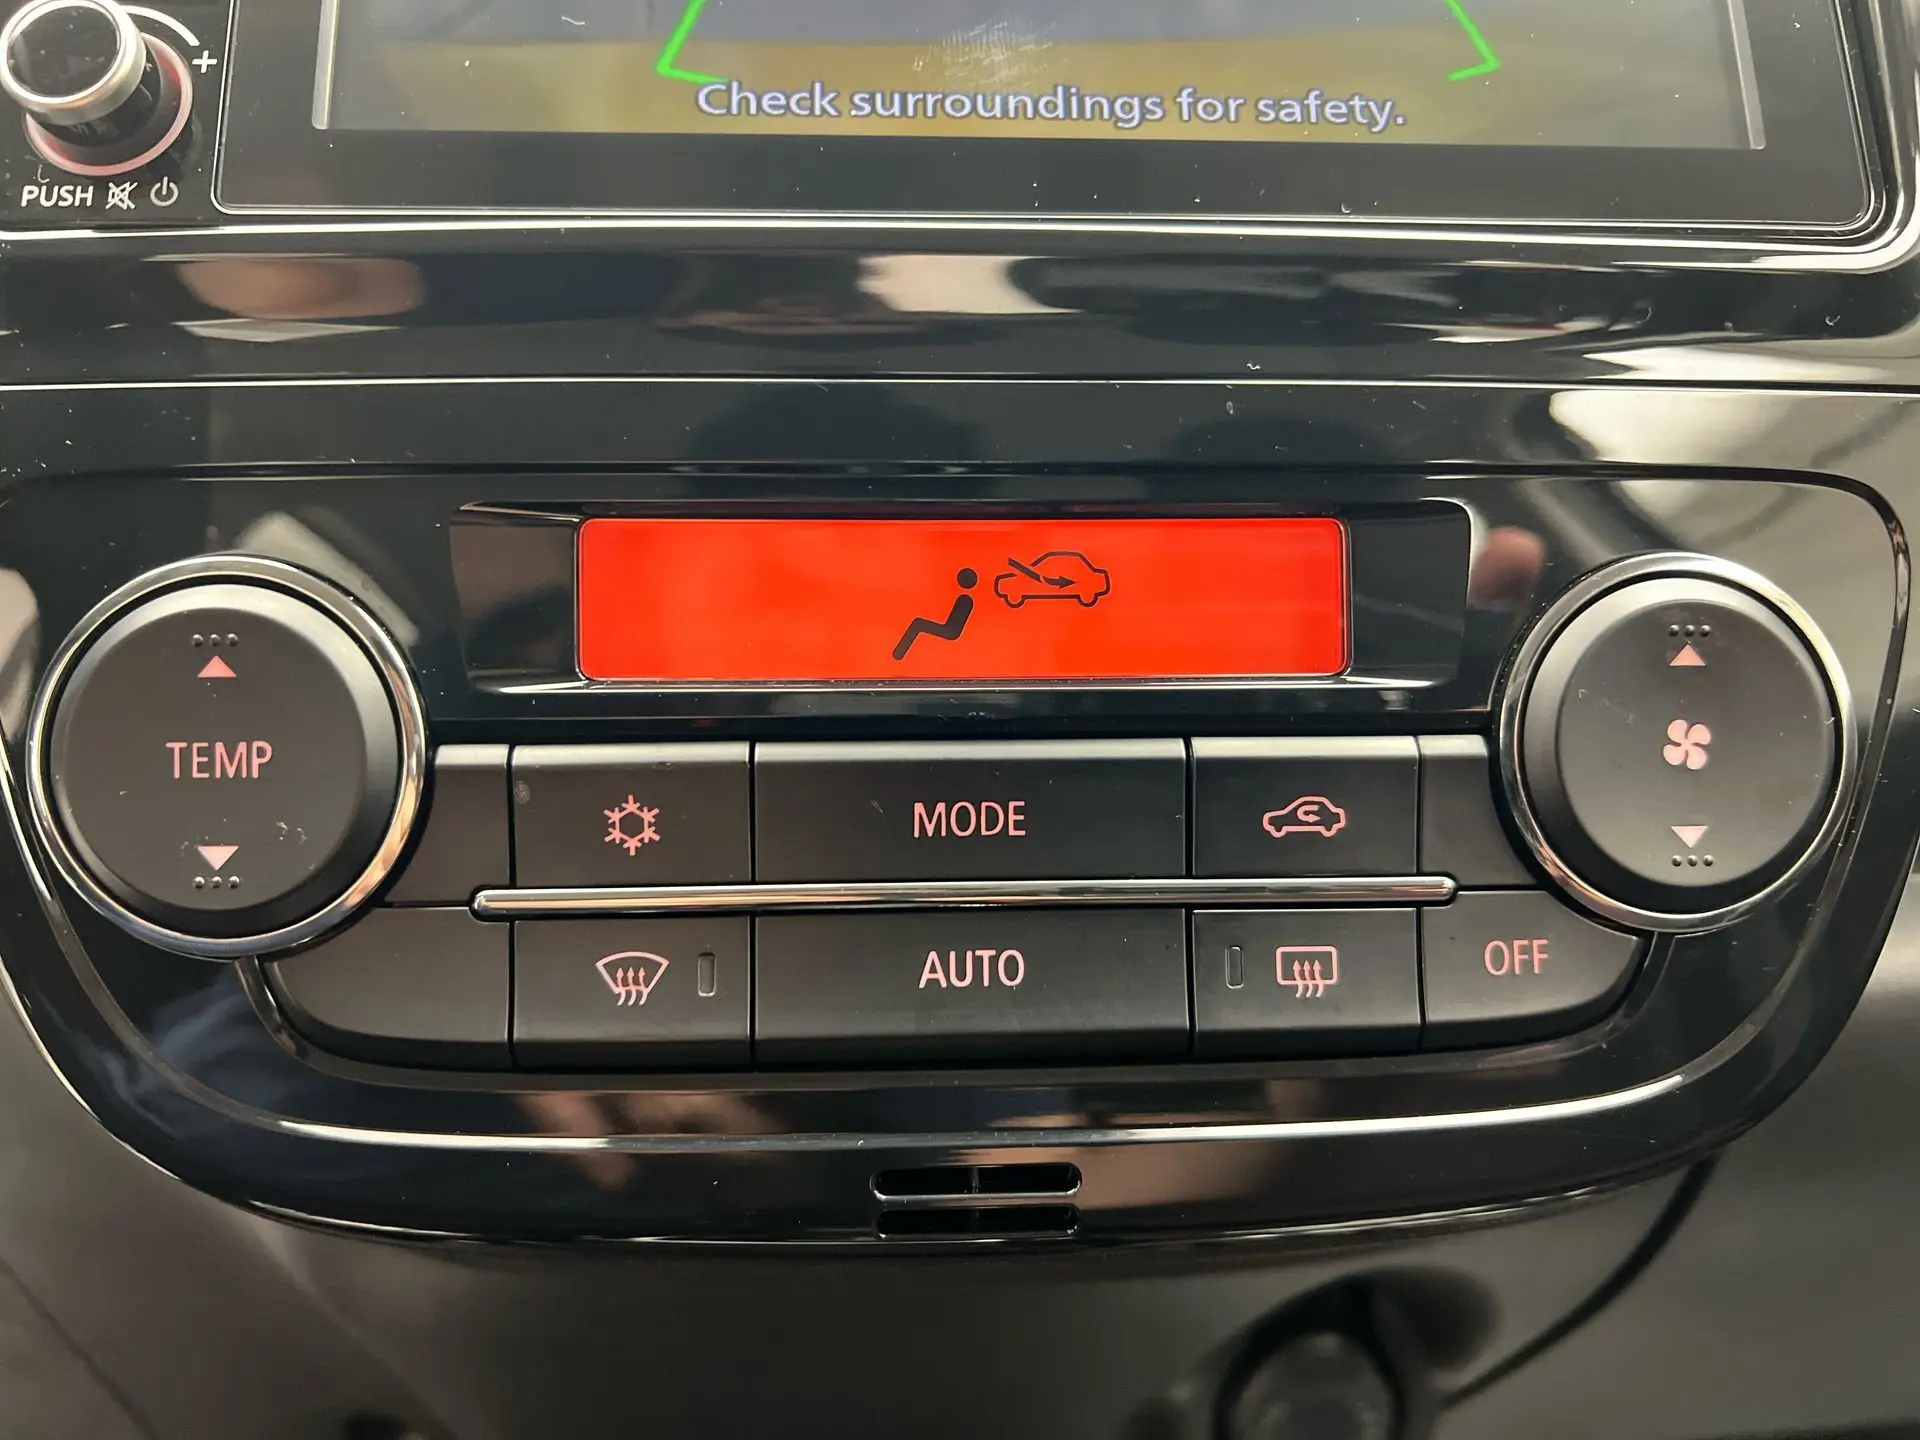 Check surroundings for safety.
+
PUSH
TEMP
MODE
AUTO
OFF